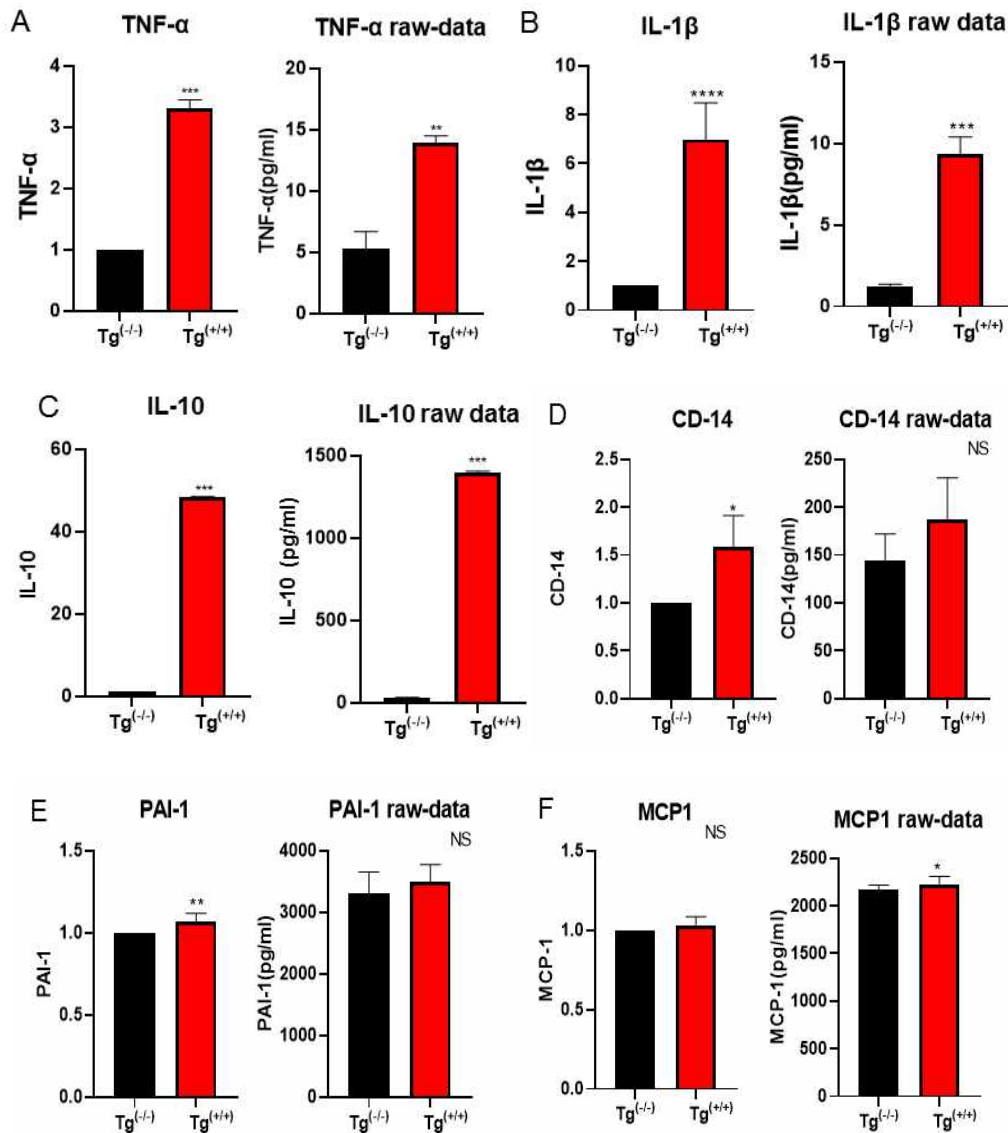 A
TNF-α
TNF-α
4
3
2
1
0
***
Tg(-/-)
Tg(+/+)
TNF-α raw-data
TNF-α(pg/ml)
20
15
10
5
0
**
Tg(-/-)
Tg(+/+)
B
IL-1β
IL-1β
10
8
6
4
2
0
****
Tg(-/-)
Tg(+/+)
IL-1β raw data
IL-1β(pg/ml)
15
10
5
0
***
Tg(-/-)
Tg(+/+)
C
IL-10
IL-10
60
40
20
0
***
Tg(-/-)
Tg(+/+)
IL-10 raw data
IL-10 (pg/ml)
1500
1000
500
0
***
Tg(-/-)
Tg(+/+)
D
CD-14
CD-14
2.5
2.0
1.5
1.0
0.5
0.0
*
Tg(-/-)
Tg(+/+)
CD-14 raw-data
NS
CD-14(pg/ml)
250
200
150
100
50
0
Tg(-/-)
Tg(+/+)
E
PAI-1
PAI-1
1.5
1.0
0.5
0.0
**
Tg(-/-)
Tg(+/+)
PAI-1 raw-data
NS
PAI-1(pg/ml)
4000
3000
2000
1000
0
Tg(-/-)
Tg(+/+)
F
MCP1
NS
MCP-1
1.5
1.0
0.5
0.0
Tg(-/-)
Tg(+/+)
MCP1 raw-data
MCP-1(pg/ml)
2500
2000
1500
1000
500
0
*
Tg(-/-)
Tg(+/+)